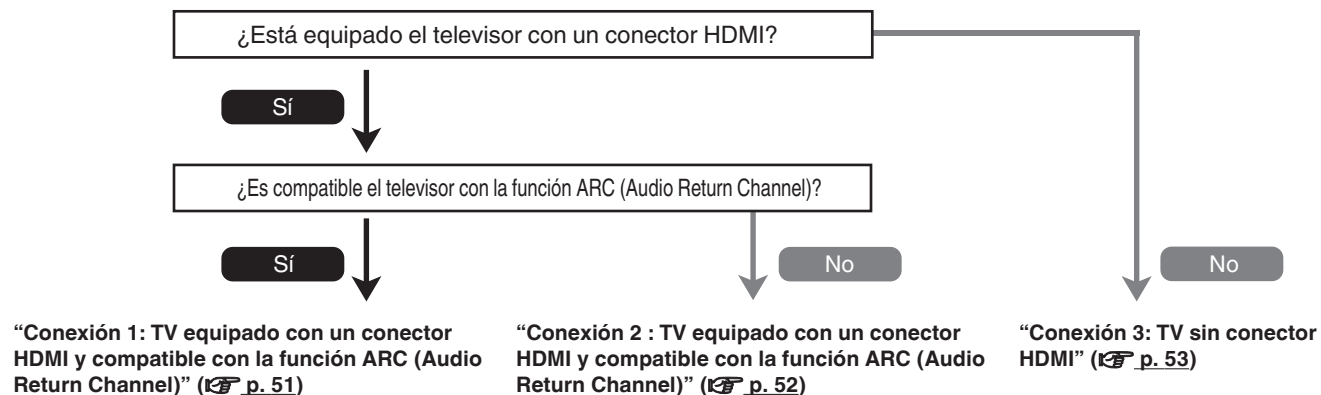 ¿Está equipado el televisor con un conector HDMI?
Sí
¿Es compatible el televisor con la función ARC (Audio Return Channel)?
Sí
No
No
“Conexión 1: TV equipado con un conector
HDMI y compatible con la función ARC (Audio
Return Channel)” (☞ p. 51)
“Conexión 2 : TV equipado con un conector
HDMI y compatible con la función ARC (Audio
Return Channel)” (☞ p. 52)
“Conexión 3: TV sin conector
HDMI” (☞ p. 53)